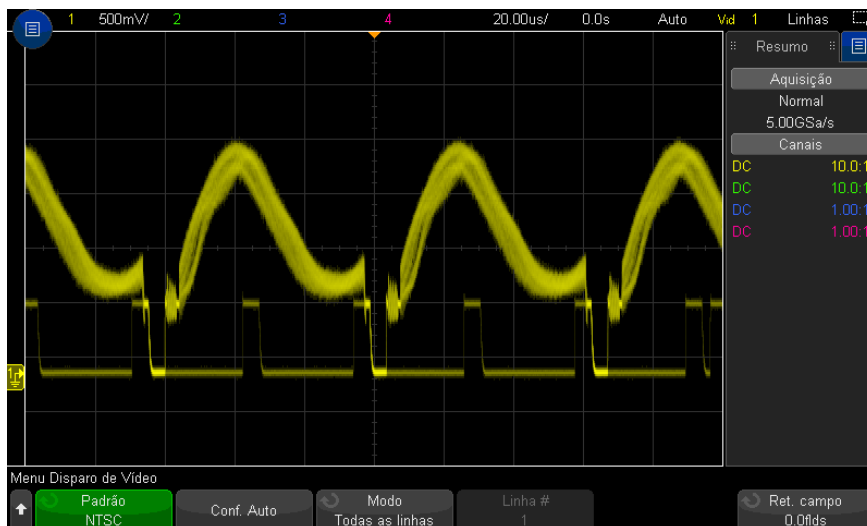 1 500mV/ 2 3 4 20.00us/ 0.0s Auto Vid 1 Linhas
Resumo
Aquisição
Normal
5.00GSa/s
Canais
DC 10.0:1
DC 10.0:1
DC 1.00:1
DC 1.00:1
1
Menu Disparo de Vídeo
Padrão
NTSC
Conf. Auto
Modo
Todas as linhas
Linha #
1
Ret. campo
0.0flds